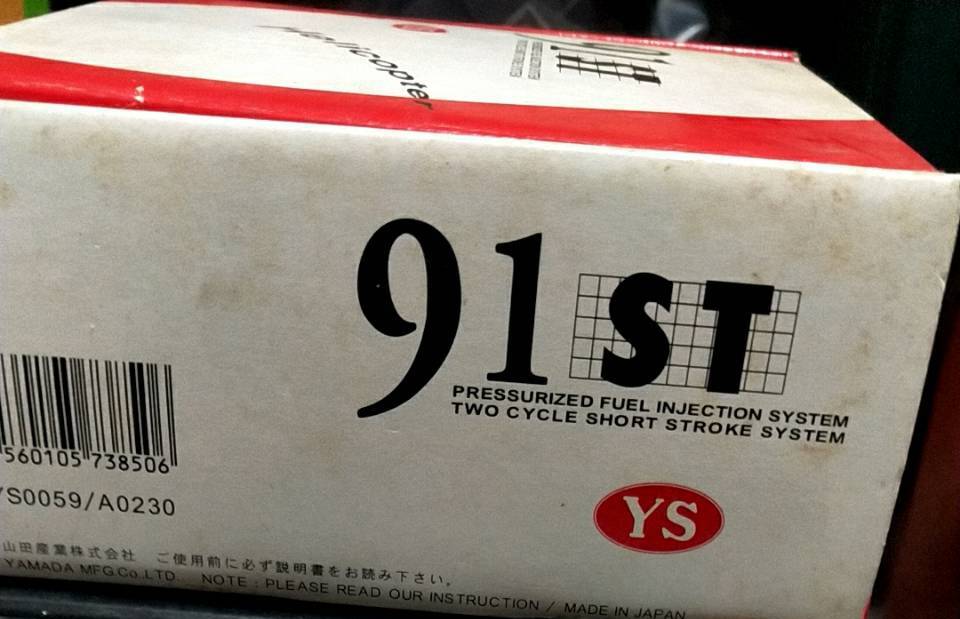 Helicopter
91 ST
PRESSURIZED FUEL INJECTION SYSTEM
TWO CYCLE SHORT STROKE SYSTEM
560105 738506
YS0059/A0230
YS
山田産業株式会社 ご使用前に必ず説明書をお読み下さい。
YAMADA MFG.Co.LTD. NOTE : PLEASE READ OUR INSTRUCTION / MADE IN JAPAN